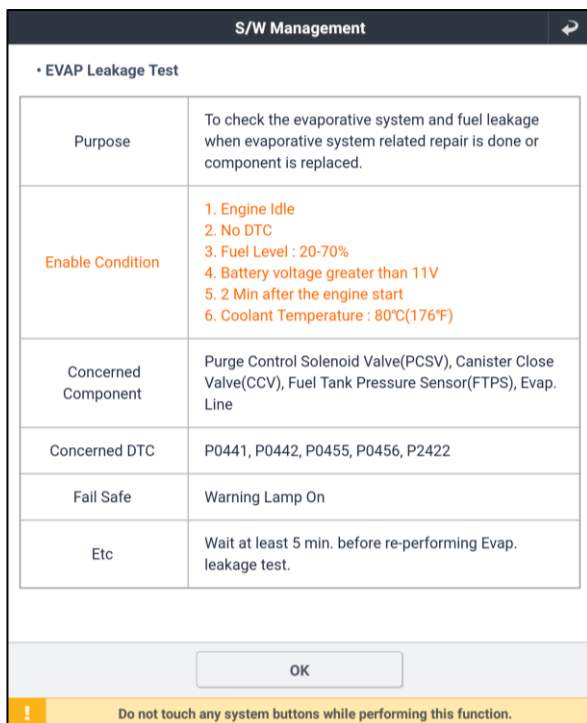 S/W Management
• EVAP Leakage Test
Purpose
To check the evaporative system and fuel leakage
when evaporative system related repair is done or
component is replaced.
Enable Condition
1. Engine Idle
2. No DTC
3. Fuel Level : 20-70%
4. Battery voltage greater than 11V
5. 2 Min after the engine start
6. Coolant Temperature : 80℃(176℉)
Concerned
Component
Purge Control Solenoid Valve(PCSV), Canister Close
Valve(CCV), Fuel Tank Pressure Sensor(FTPS), Evap.
Line
Concerned DTC
P0441, P0442, P0455, P0456, P2422
Fail Safe
Warning Lamp On
Etc
Wait at least 5 min. before re-performing Evap.
leakage test.
OK
! Do not touch any system buttons while performing this function.